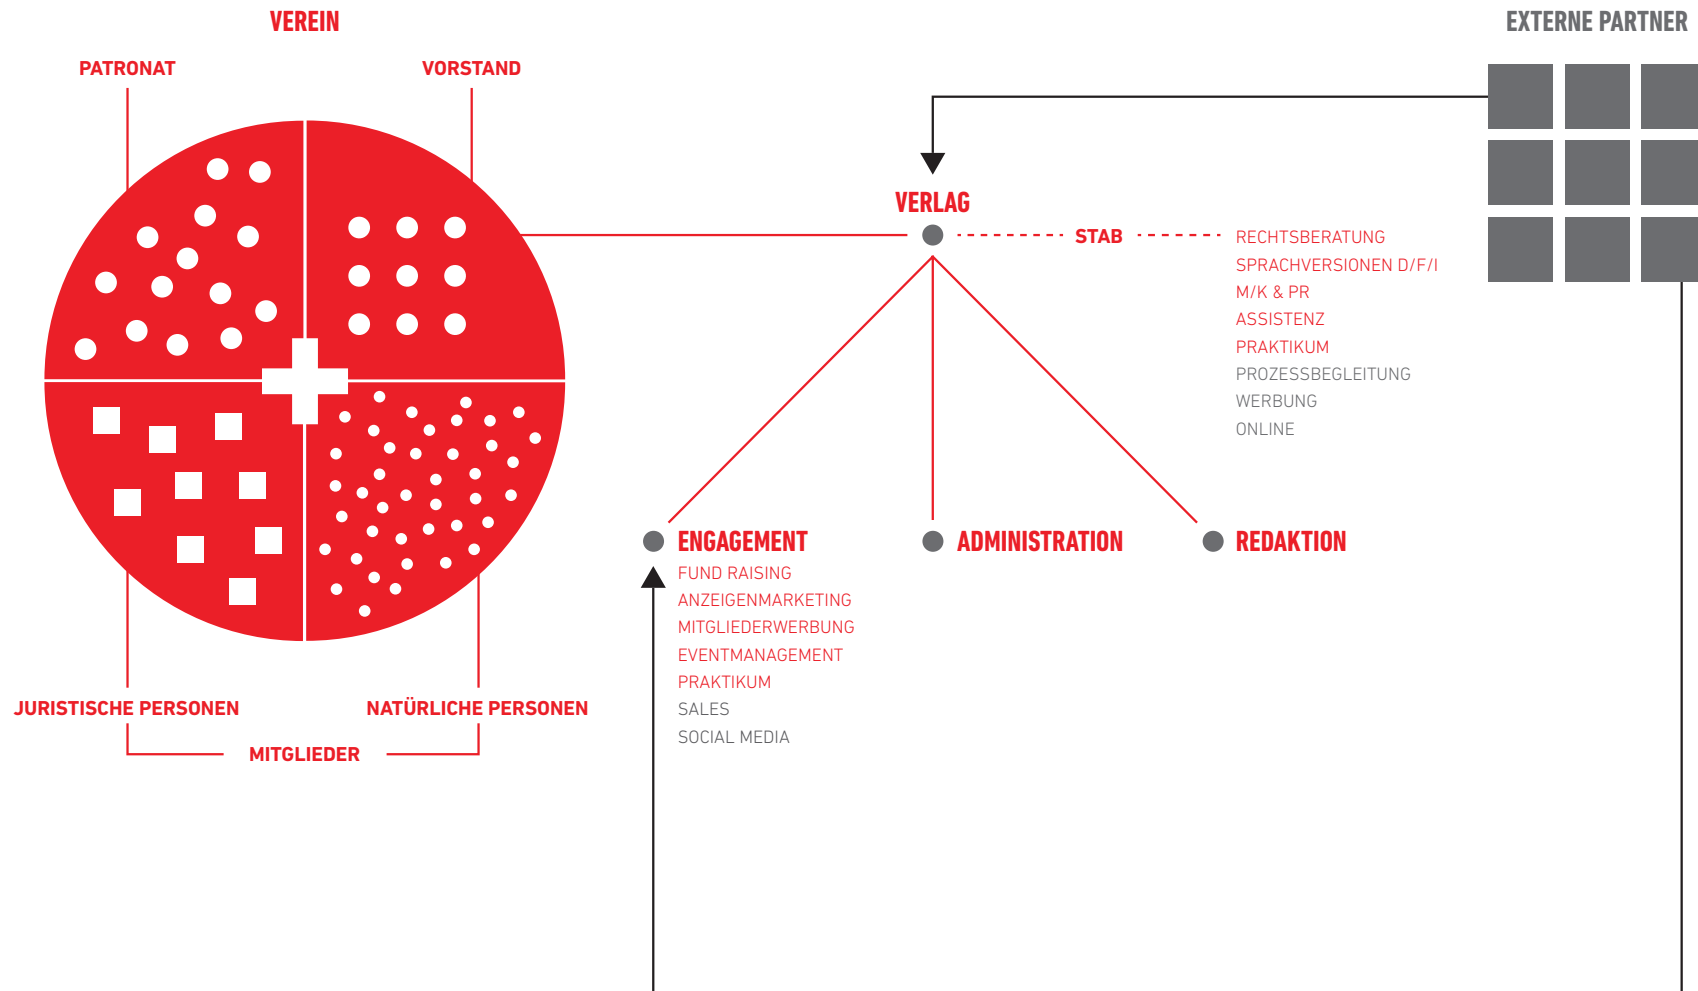 VEREIN
EXTERNE PARTNER
PATRONAT
VORSTAND
VERLAG
STAB
RECHTSBERATUNG
SPRACHVERSIONEN D/F/I
M/K & PR
ASSISTENZ
PRAKTIKUM
PROZESSBEGLEITUNG
WERBUNG
ONLINE
ENGAGEMENT
FUND RAISING
ANZEIGENMARKETING
MITGLIEDERWERBUNG
EVENTMANAGEMENT
PRAKTIKUM
SALES
SOCIAL MEDIA
ADMINISTRATION
REDAKTION
JURISTISCHE PERSONEN
NATÜRLICHE PERSONEN
MITGLIEDER